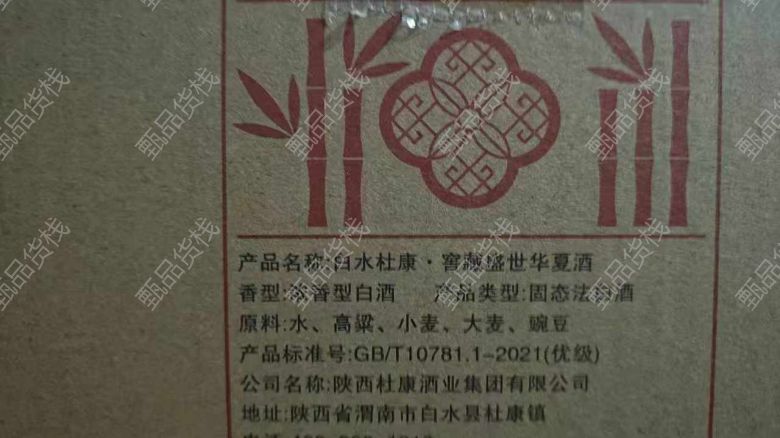 产品名称:白水杜康·窖藏盛世华夏酒
香型:浓香型白酒 产品类型:固态法白酒
原料:水、高粱、小麦、大麦、豌豆
产品标准号:GB/T10781.1-2021(优级)
公司名称:陕西杜康酒业集团有限公司
地址:陕西省渭南市白水县杜康镇
甄品货栈